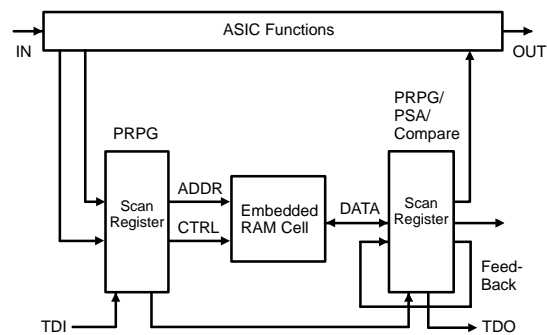 ASIC Functions
IN
OUT
PRPG/
PSA/
Compare
PRPG
ADDR
CTRL
Scan
Register
Embedded
RAM Cell
DATA
Scan
Register
Feed-
Back
TDI
TDO